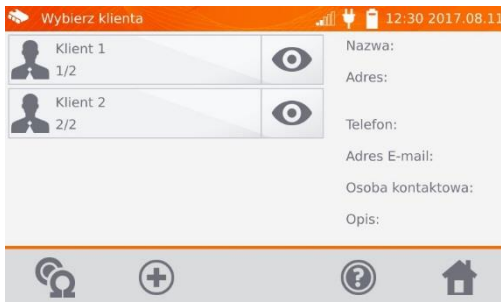 Wybierz klienta
12:30 2017.08.11
Klient 1
1/2
Klient 2
2/2
Nazwa:
Adres:
Telefon:
Adres E-mail:
Osoba kontaktowa:
Opis: